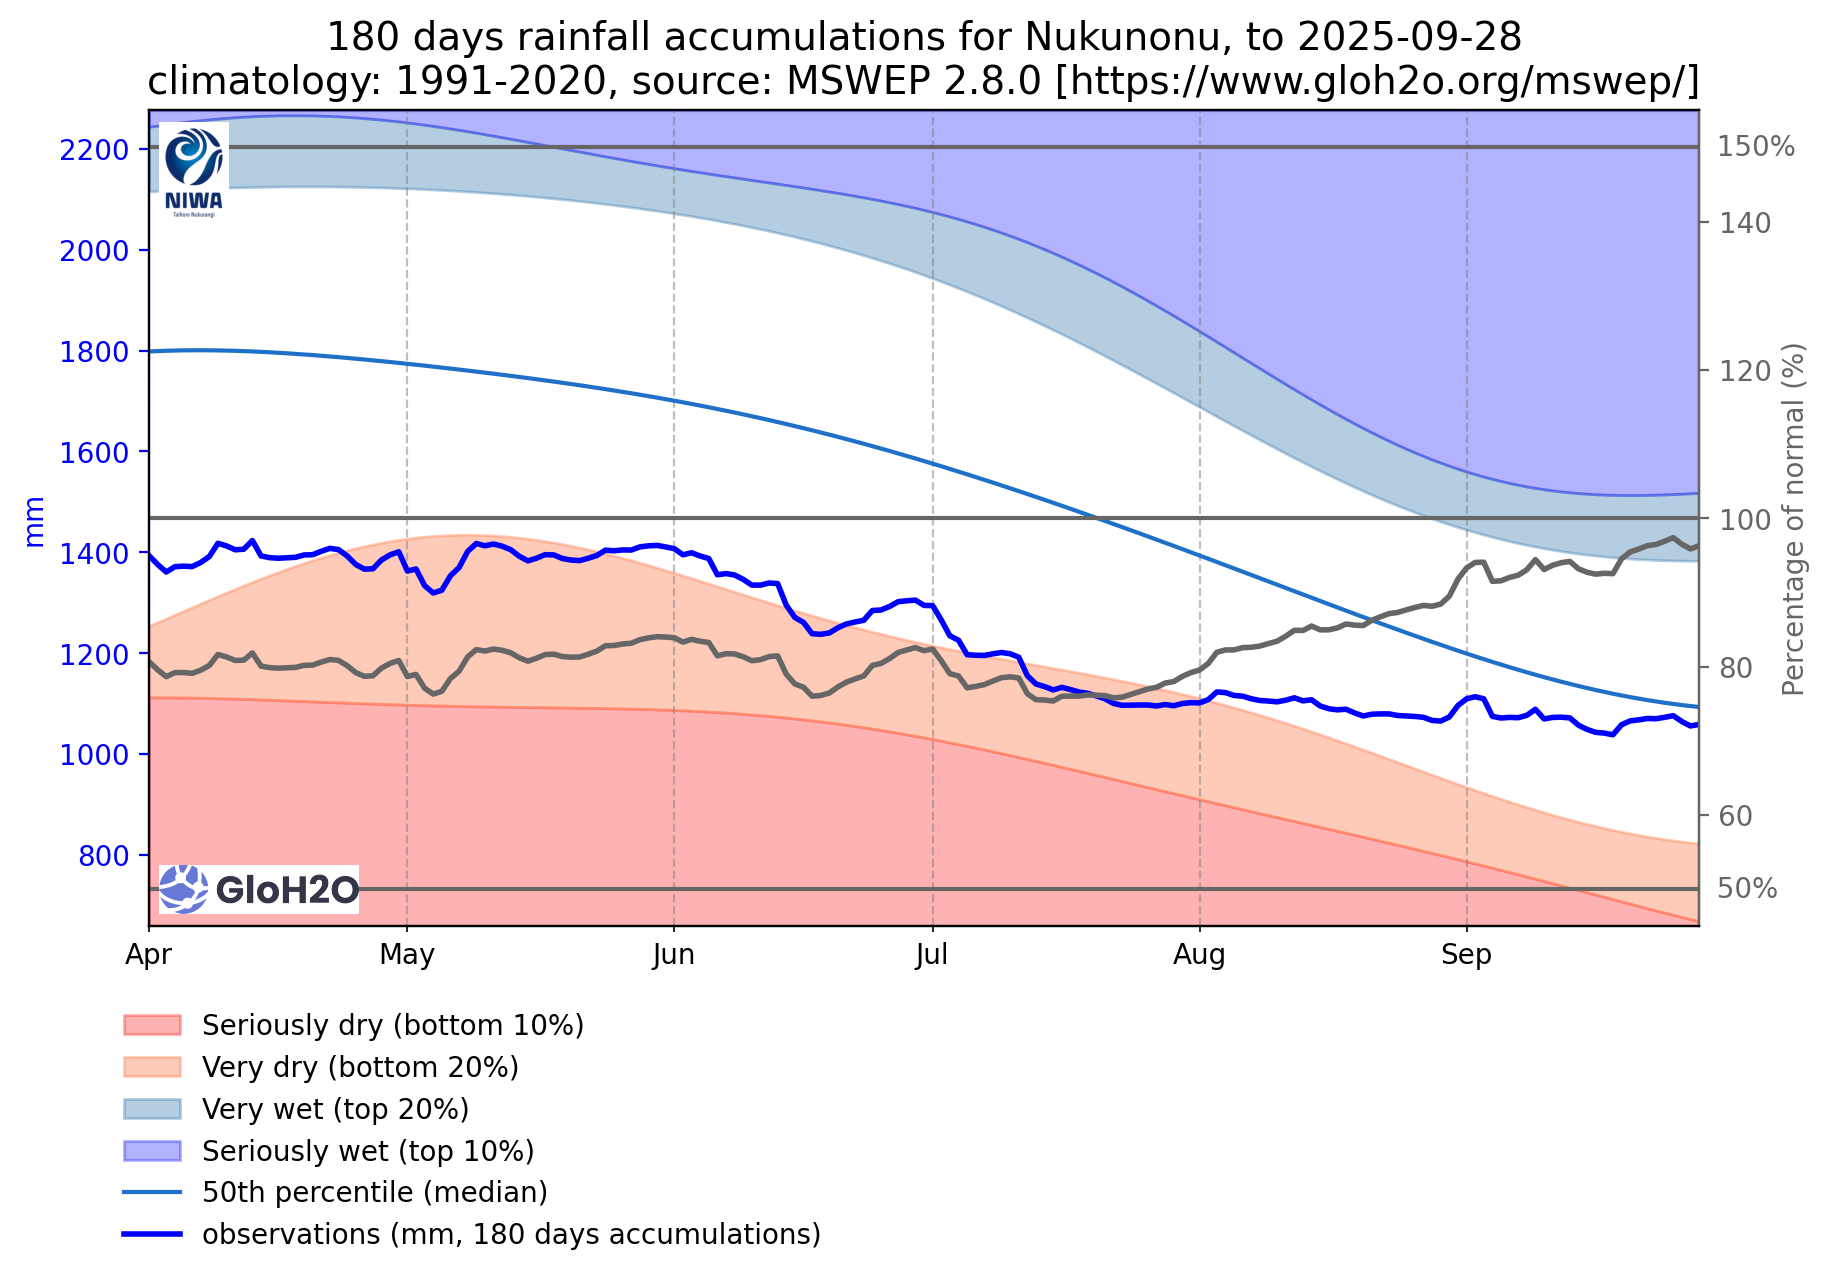 180 days rainfall accumulations for Nukunonu, to 2025-09-28
climatology: 1991-2020, source: MSWEP 2.8.0 [https://www.gloh2o.org/mswep/]
NIWA
Taihoro Nukurangi
2200
2000
1800
1600
1400
1200
1000
800
mm
150%
140
120
100
80
60
50%
Percentage of normal (%)
GloH2O
Apr May Jun Jul Aug Sep
Seriously dry (bottom 10%)
Very dry (bottom 20%)
Very wet (top 20%)
Seriously wet (top 10%)
50th percentile (median)
observations (mm, 180 days accumulations)